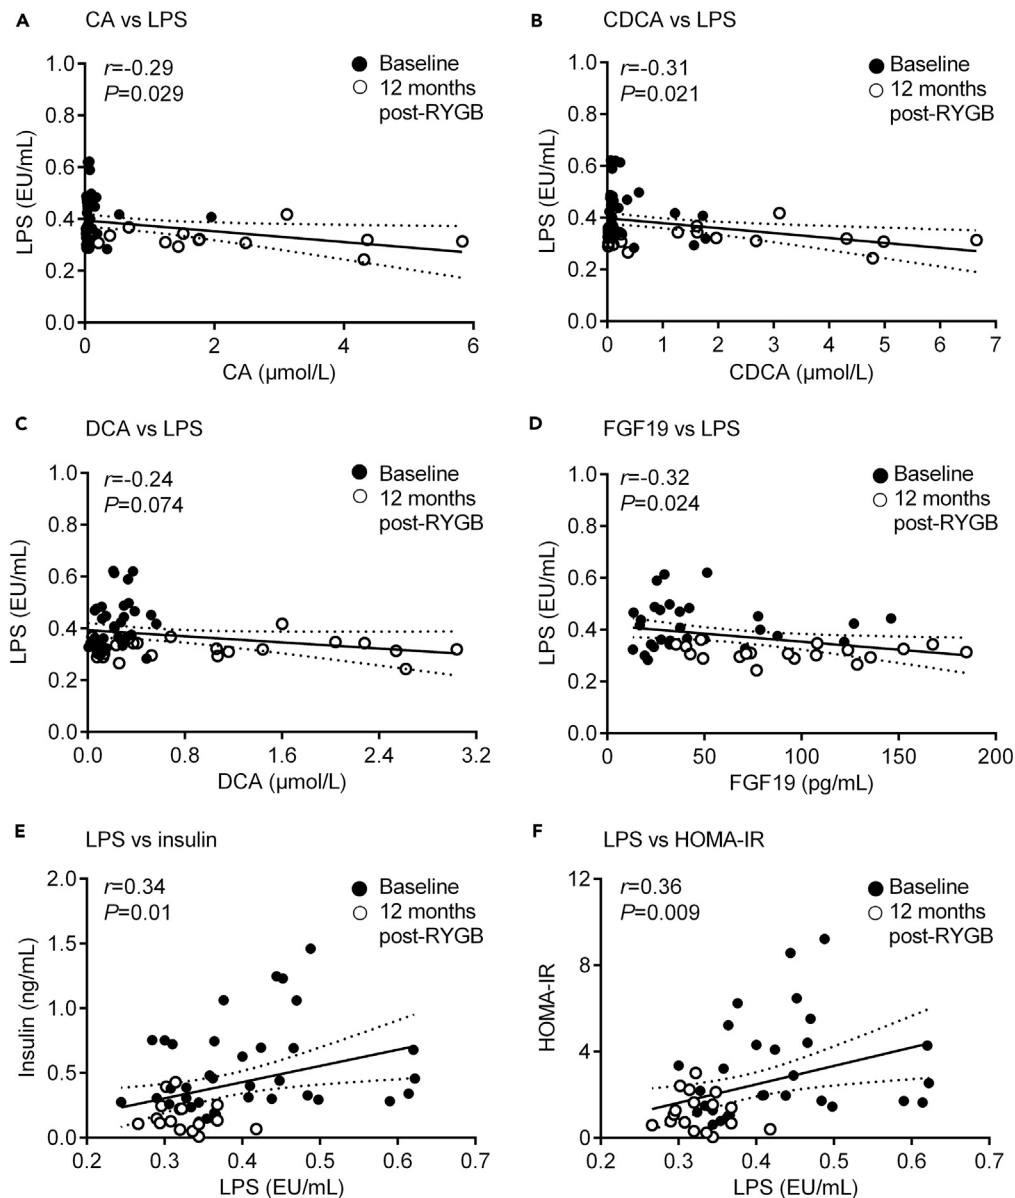 A CA vs LPS
r=-0.29
P=0.029
Baseline
12 months
post-RYGB
1.0
0.8
0.6
0.4
0.2
0.0
LPS (EU/mL)
0 2 4 6
CA (µmol/L)
B CDCA vs LPS
r=-0.31
P=0.021
Baseline
12 months
post-RYGB
1.0
0.8
0.6
0.4
0.2
0.0
LPS (EU/mL)
0 1 2 3 4 5 6 7
CDCA (µmol/L)
C DCA vs LPS
r=-0.24
P=0.074
Baseline
12 months
post-RYGB
1.0
0.8
0.6
0.4
0.2
0.0
LPS (EU/mL)
0.0 0.8 1.6 2.4 3.2
DCA (µmol/L)
D FGF19 vs LPS
r=-0.32
P=0.024
Baseline
12 months
post-RYGB
1.0
0.8
0.6
0.4
0.2
0.0
LPS (EU/mL)
0 50 100 150 200
FGF19 (pg/mL)
E LPS vs insulin
r=0.34
P=0.01
Baseline
12 months
post-RYGB
2.0
1.5
1.0
0.5
0.0
Insulin (ng/mL)
0.2 0.3 0.4 0.5 0.6 0.7
LPS (EU/mL)
F LPS vs HOMA-IR
r=0.36
P=0.009
Baseline
12 months
post-RYGB
12
8
4
0
HOMA-IR
0.2 0.3 0.4 0.5 0.6 0.7
LPS (EU/mL)